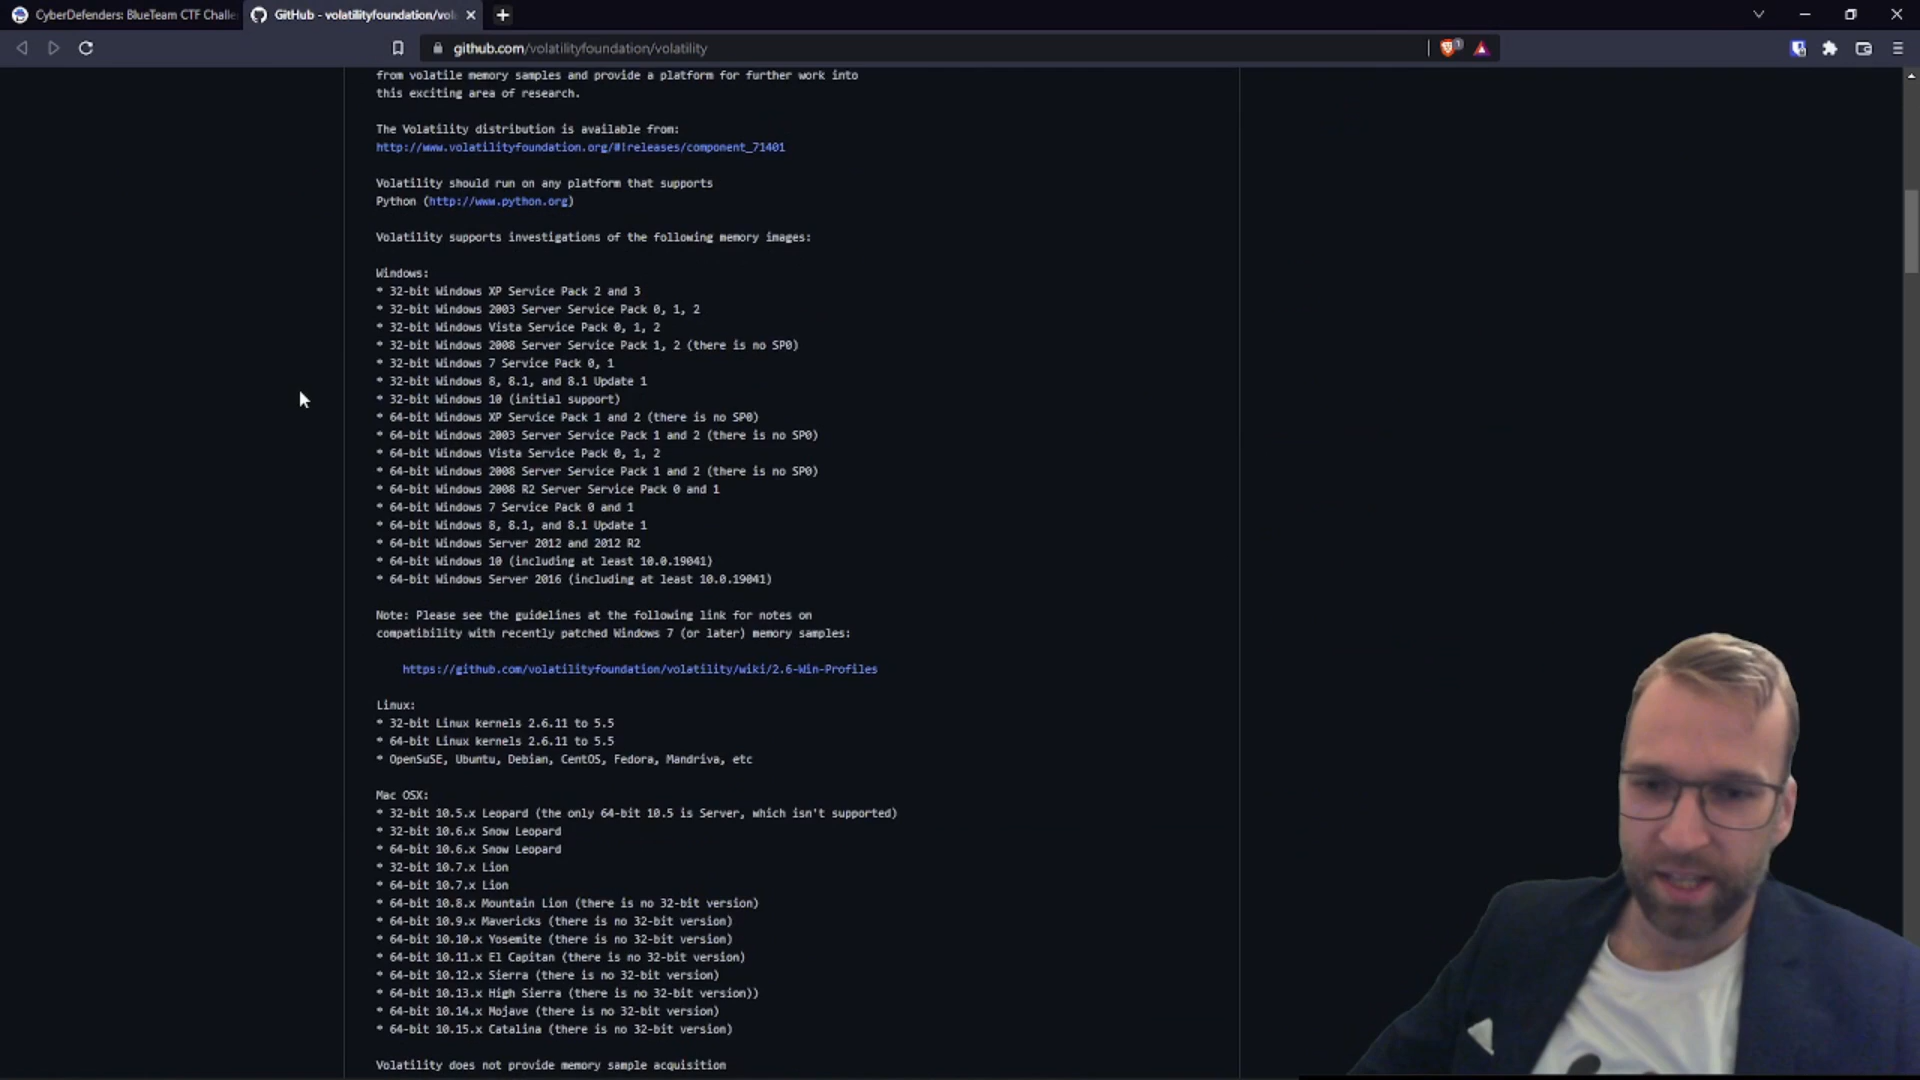 CyberDefenders: BlueTeam CTF Challe
GitHub - volatilityfoundation/vol
github.com/volatilityfoundation/volatility
1
from volatile memory samples and provide a platform for further work into
this exciting area of research.
The Volatility distribution is available from:
http://www.volatilityfoundation.org/#!releases/component_71401
Volatility should run on any platform that supports
Python (http://www.python.org)
Volatility supports investigations of the following memory images:
Windows:
* 32-bit Windows XP Service Pack 2 and 3
* 32-bit Windows 2003 Server Service Pack 0, 1, 2
* 32-bit Windows Vista Service Pack 0, 1, 2
* 32-bit Windows 2008 Server Service Pack 1, 2 (there is no SP0)
* 32-bit Windows 7 Service Pack 0, 1
* 32-bit Windows 8, 8.1, and 8.1 Update 1
* 32-bit Windows 10 (initial support)
* 64-bit Windows XP Service Pack 1 and 2 (there is no SP0)
* 64-bit Windows 2003 Server Service Pack 1 and 2 (there is no SP0)
* 64-bit Windows Vista Service Pack 0, 1, 2
* 64-bit Windows 2008 Server Service Pack 1 and 2 (there is no SP0)
* 64-bit Windows 2008 R2 Server Service Pack 0 and 1
* 64-bit Windows 7 Service Pack 0 and 1
* 64-bit Windows 8, 8.1, and 8.1 Update 1
* 64-bit Windows Server 2012 and 2012 R2
* 64-bit Windows 10 (including at least 10.0.19041)
* 64-bit Windows Server 2016 (including at least 10.0.19041)
Note: Please see the guidelines at the following link for notes on
compatibility with recently patched Windows 7 (or later) memory samples:
https://github.com/volatilityfoundation/volatility/wiki/2.6-Win-Profiles
Linux:
* 32-bit Linux kernels 2.6.11 to 5.5
* 64-bit Linux kernels 2.6.11 to 5.5
* OpenSuSE, Ubuntu, Debian, CentOS, Fedora, Mandriva, etc
Mac OSX:
* 32-bit 10.5.x Leopard (the only 64-bit 10.5 is Server, which isn't supported)
* 32-bit 10.6.x Snow Leopard
* 64-bit 10.6.x Snow Leopard
* 32-bit 10.7.x Lion
* 64-bit 10.7.x Lion
* 64-bit 10.8.x Mountain Lion (there is no 32-bit version)
* 64-bit 10.9.x Mavericks (there is no 32-bit version)
* 64-bit 10.10.x Yosemite (there is no 32-bit version)
* 64-bit 10.11.x El Capitan (there is no 32-bit version)
* 64-bit 10.12.x Sierra (there is no 32-bit version)
* 64-bit 10.13.x High Sierra (there is no 32-bit version))
* 64-bit 10.14.x Mojave (there is no 32-bit version)
* 64-bit 10.15.x Catalina (there is no 32-bit version)
Volatility does not provide memory sample acquisition